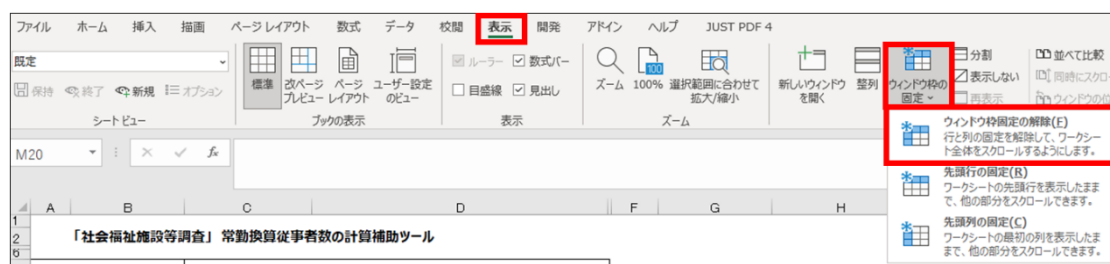 ファイル ホーム 挿入 描画 ページ レイアウト 数式 データ 校閲 表示 開発 アドイン ヘルプ JUST PDF 4
既定
保持 終了 新規 オプション
シート ビュー
標準 改ページ プレビュー ページ レイアウト ユーザー設定 のビュー
ブックの表示
ルーラー 数式バー
目盛線 見出し
表示
ズーム 100% 選択範囲に合わせて 拡大/縮小
ズーム
新しいウィンドウ を開く 整列 ウィンドウ枠の 固定
分割
表示しない
再表示
並べて比較
同時にスクロー
ウィンドウの位
ウィンドウ枠固定の解除(F)
行と列の固定を解除して、ワークシー
ト全体をスクロールするようにします。
先頭行の固定(R)
ワークシートの先頭行を表示したまま
で、他の部分をスクロールできます。
先頭列の固定(C)
ワークシートの最初の列を表示したま
まで、他の部分をスクロールできます。
M20 fx
A B C D F G H
1
2 「社会福祉施設等調査」 常勤換算従事者数の計算補助ツール
6